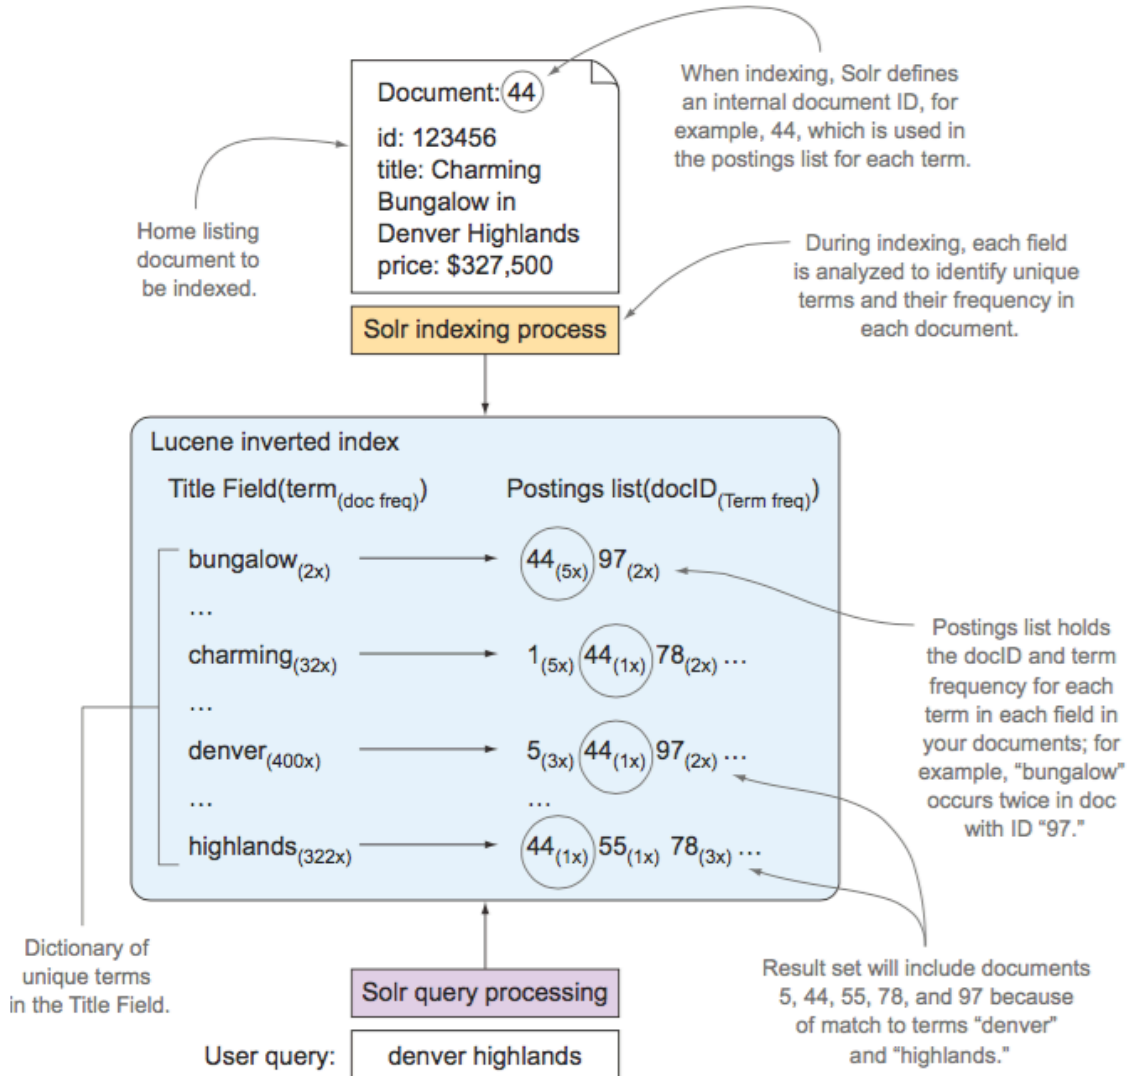 Document: 44
id: 123456
title: Charming
Bungalow in
Denver Highlands
price: $327,500
When indexing, Solr defines
an internal document ID, for
example, 44, which is used in
the postings list for each term.
Home listing
document to
be indexed.
During indexing, each field
is analyzed to identify unique
terms and their frequency in
each document.
Solr indexing process
Lucene inverted index
Title Field(term(doc freq)) Postings list(docID(Term freq))
bungalow(2x) 44(5x) 97(2x)
...
charming(32x) 1(5x) 44(1x) 78(2x) ...
...
denver(400x) 5(3x) 44(1x) 97(2x) ...
... ...
highlands(322x) 44(1x) 55(1x) 78(3x) ...
Postings list holds
the docID and term
frequency for each
term in each field in
your documents; for
example, “bungalow”
occurs twice in doc
with ID “97.”
Dictionary of
unique terms
in the Title Field.
Solr query processing
User query: denver highlands
Result set will include documents
5, 44, 55, 78, and 97 because
of match to terms “denver”
and “highlands.”